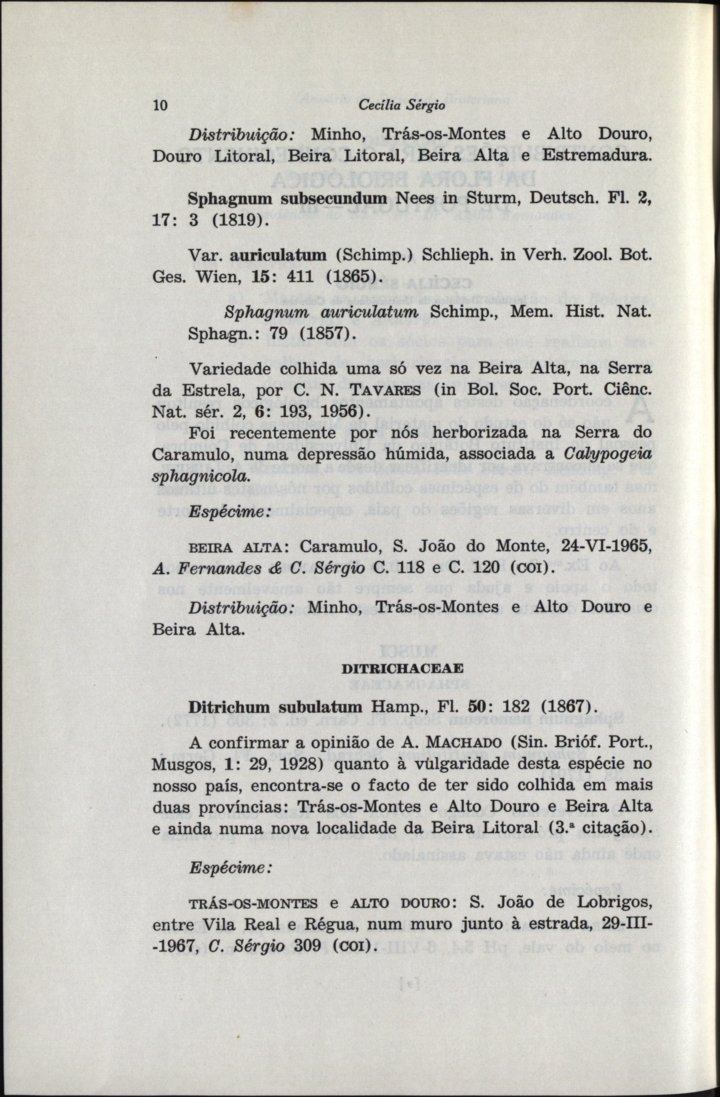 10 Cecília Sérgio
Distribuição: Minho, Trás-os-Montes e Alto Douro,
Douro Litoral, Beira Litoral, Beira Alta e Estremadura.
Sphagnum subsecundum Nees in Sturm, Deutsch. Fl. 2,
17: 3 (1819).
Var. auriculatum (Schimp.) Schlieph. in Verh. Zool. Bot.
Ges. Wien, 15: 411 (1865).
Sphagnum auriculatum Schimp., Mem. Hist. Nat.
Sphagn.: 79 (1857).
Variedade colhida uma só vez na Beira Alta, na Serra
da Estrela, por C. N. TAVARES (in Bol. Soc. Port. Ciênc.
Nat. sér. 2, 6: 193, 1956).
Foi recentemente por nós herborizada na Serra do
Caramulo, numa depressão húmida, associada a Calypogeia
sphagnicola.
Espécime:
BEIRA ALTA: Caramulo, S. João do Monte, 24-VI-1965,
A. Fernandes & C. Sérgio C. 118 e C. 120 (COI).
Distribuição: Minho, Trás-os-Montes e Alto Douro e
Beira Alta.
DITRICHACEAE
Ditrichum subulatum Hamp., Fl. 50: 182 (1867).
A confirmar a opinião de A. MACHADO (Sin. Brióf. Port.,
Musgos, 1: 29, 1928) quanto à vulgaridade desta espécie no
nosso país, encontra-se o facto de ter sido colhida em mais
duas províncias: Trás-os-Montes e Alto Douro e Beira Alta
e ainda numa nova localidade da Beira Litoral (3.ª citação).
Espécime:
TRÁS-OS-MONTES e ALTO DOURO: S. João de Lobrigos,
entre Vila Real e Régua, num muro junto à estrada, 29-III-
-1967, C. Sérgio 309 (COI).